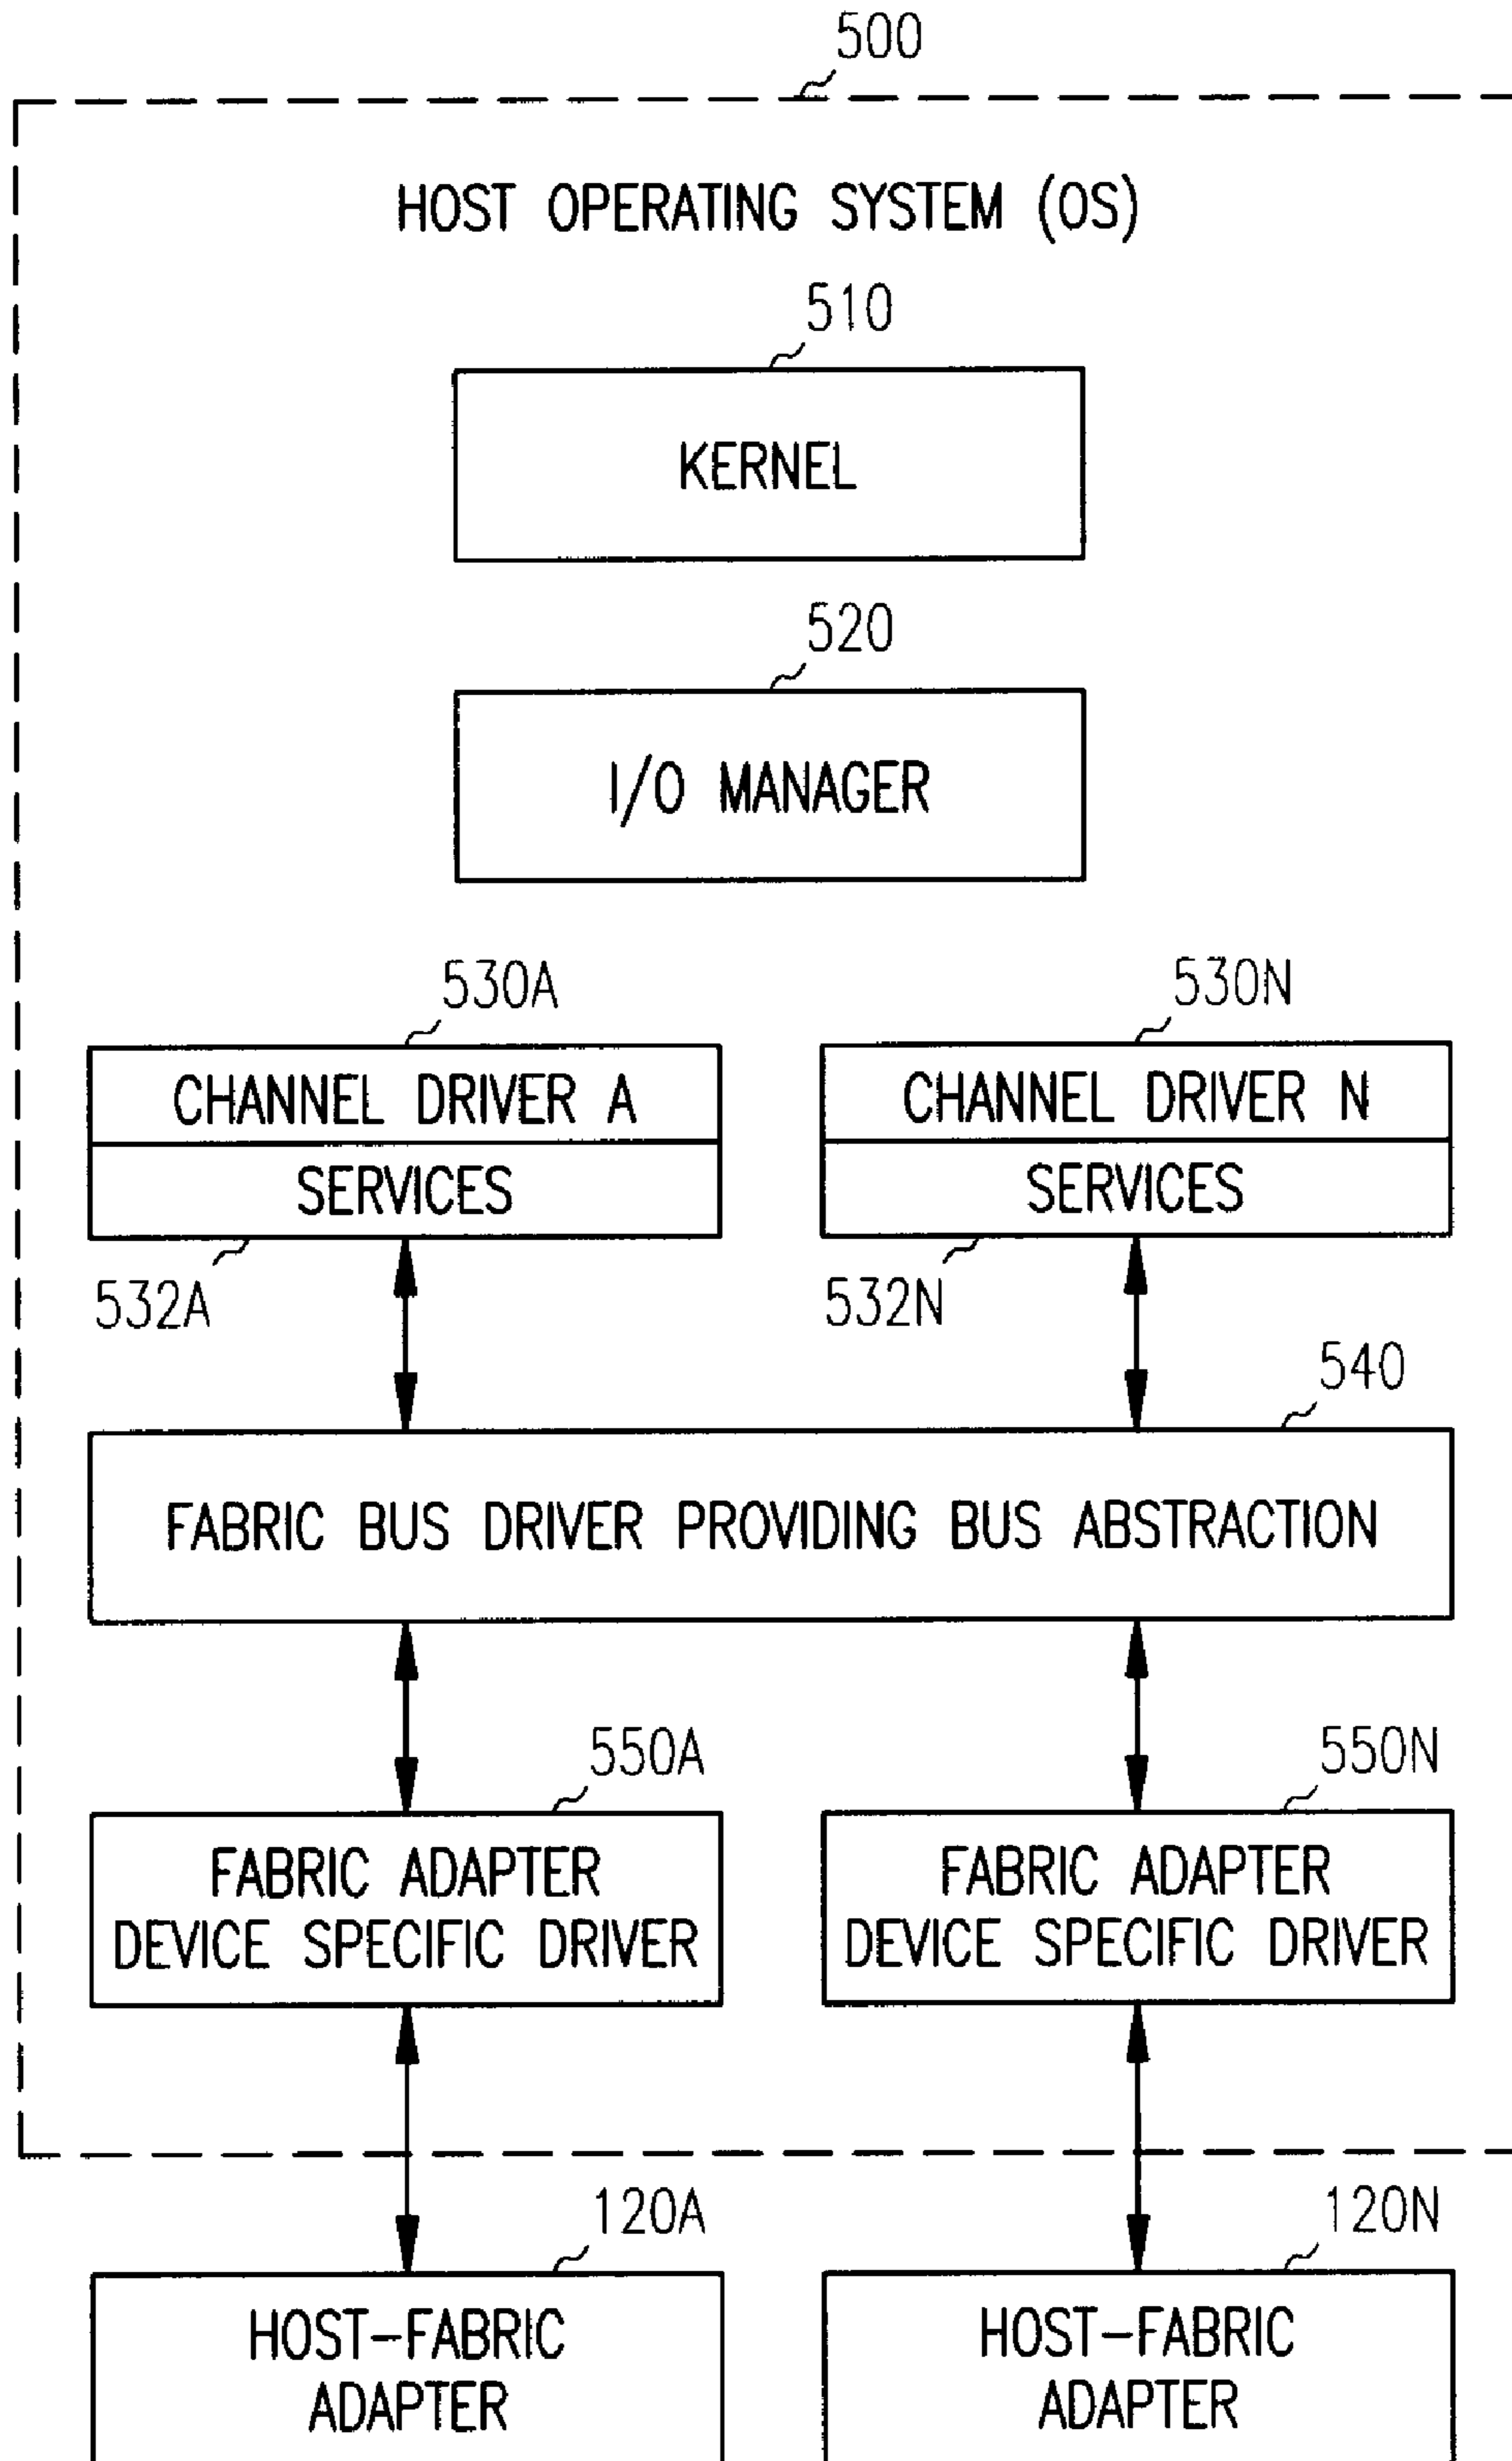 500
HOST OPERATING SYSTEM (OS)
510
KERNEL
520
I/O MANAGER
530A
530N
CHANNEL DRIVER A
CHANNEL DRIVER N
SERVICES
SERVICES
532A
532N
540
FABRIC BUS DRIVER PROVIDING BUS ABSTRACTION
550A
550N
FABRIC ADAPTER
DEVICE SPECIFIC DRIVER
FABRIC ADAPTER
DEVICE SPECIFIC DRIVER
120A
120N
HOST-FABRIC
ADAPTER
HOST-FABRIC
ADAPTER